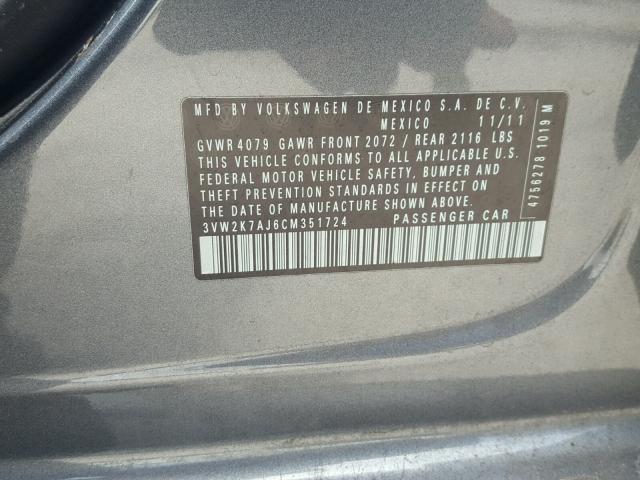 MFD BY VOLKSWAGEN DE MEXICO S.A. DE C.V.
MEXICO 11/11
GVWR 4079 GAWR FRONT 2072 / REAR 2116 LBS
THIS VEHICLE CONFORMS TO ALL APPLICABLE U.S.
FEDERAL MOTOR VEHICLE SAFETY, BUMPER AND
THEFT PREVENTION STANDARDS IN EFFECT ON
THE DATE OF MANUFACTURE SHOWN ABOVE.
3VW2K7AJ6CM351724 PASSENGER CAR
4756278 1019 M